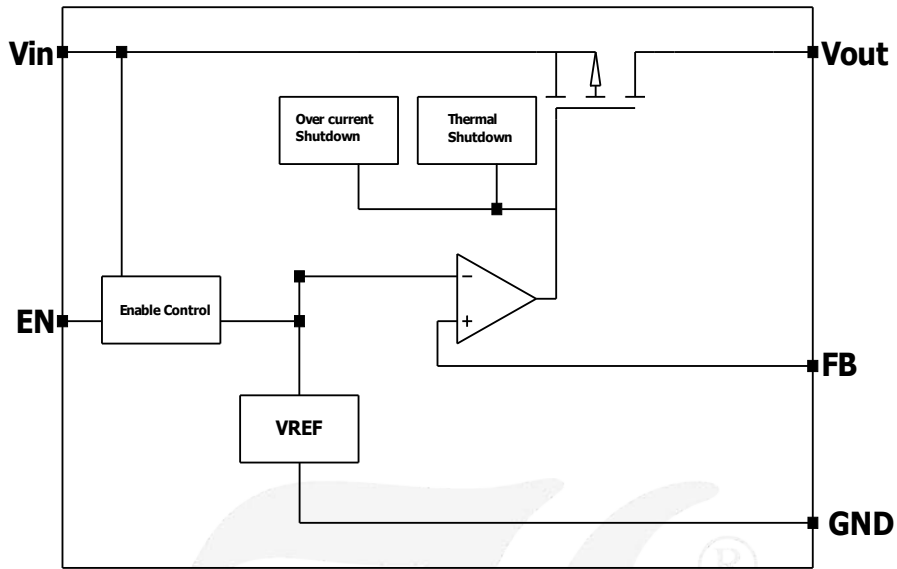 Vin
Vout
Over current
Shutdown
Thermal
Shutdown
−
Enable Control
EN
+
FB
VREF
GND
®